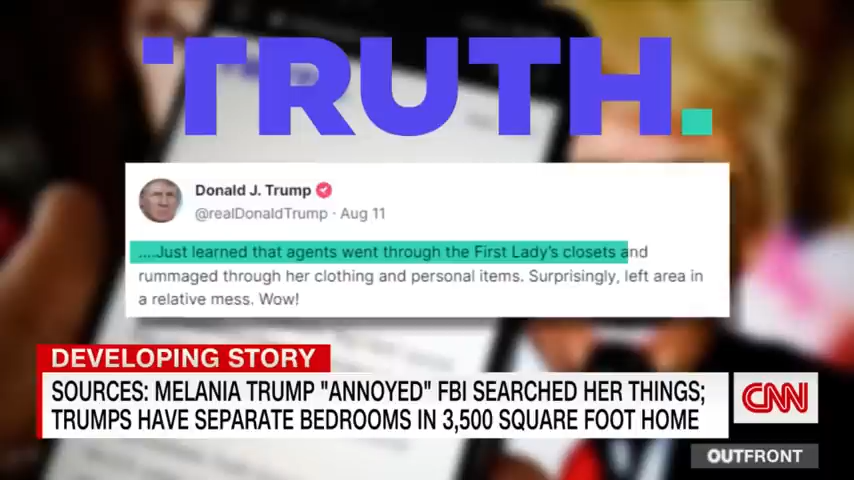 TRUTH.
Donald J. Trump
@realDonaldTrump · Aug 11
....Just learned that agents went through the First Lady's closets and
rummaged through her clothing and personal items. Surprisingly, left area in
a relative mess. Wow!
DEVELOPING STORY
SOURCES: MELANIA TRUMP "ANNOYED" FBI SEARCHED HER THINGS;
TRUMPS HAVE SEPARATE BEDROOMS IN 3,500 SQUARE FOOT HOME
CNN
OUTFRONT